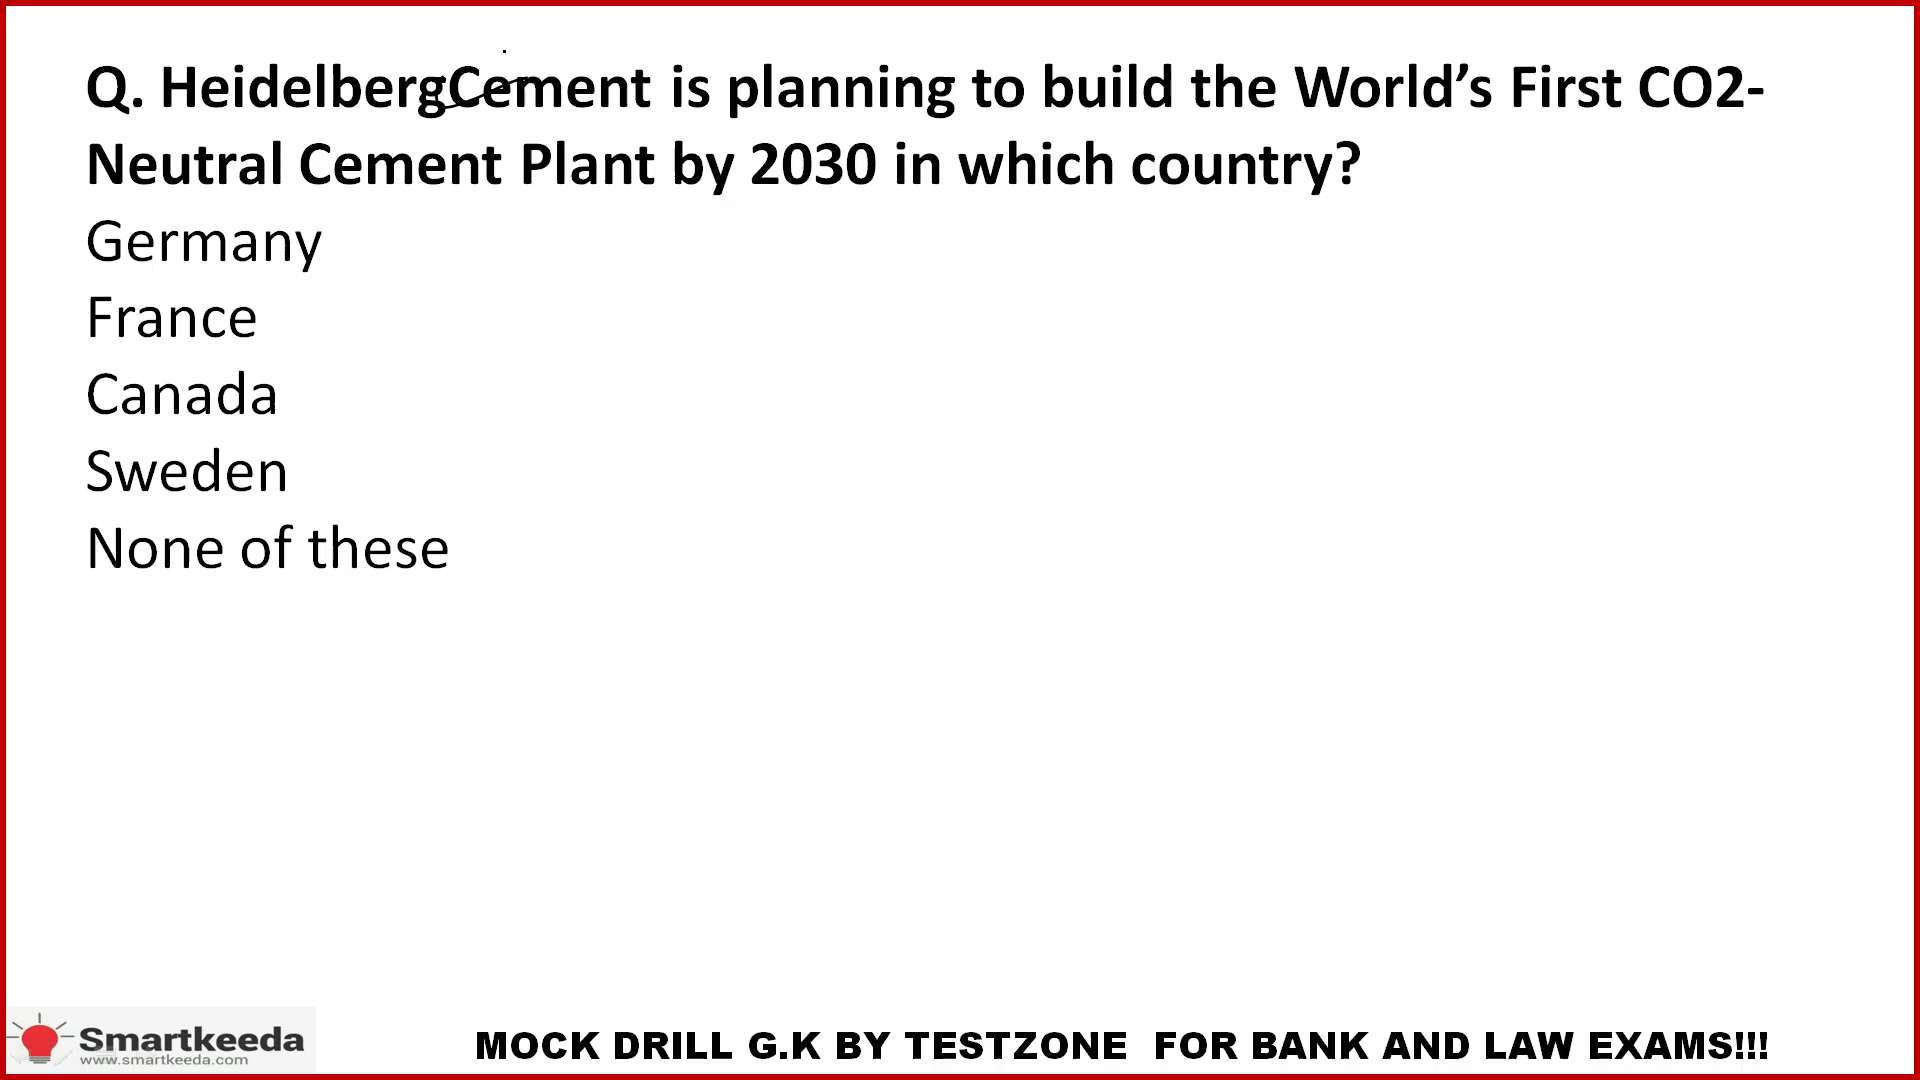 Q. HeidelbergCement is planning to build the World’s First CO2-
Neutral Cement Plant by 2030 in which country?
Germany
France
Canada
Sweden
None of these
Smartkeeda
www.smartkeeda.com
MOCK DRILL G.K BY TESTZONE FOR BANK AND LAW EXAMS!!!